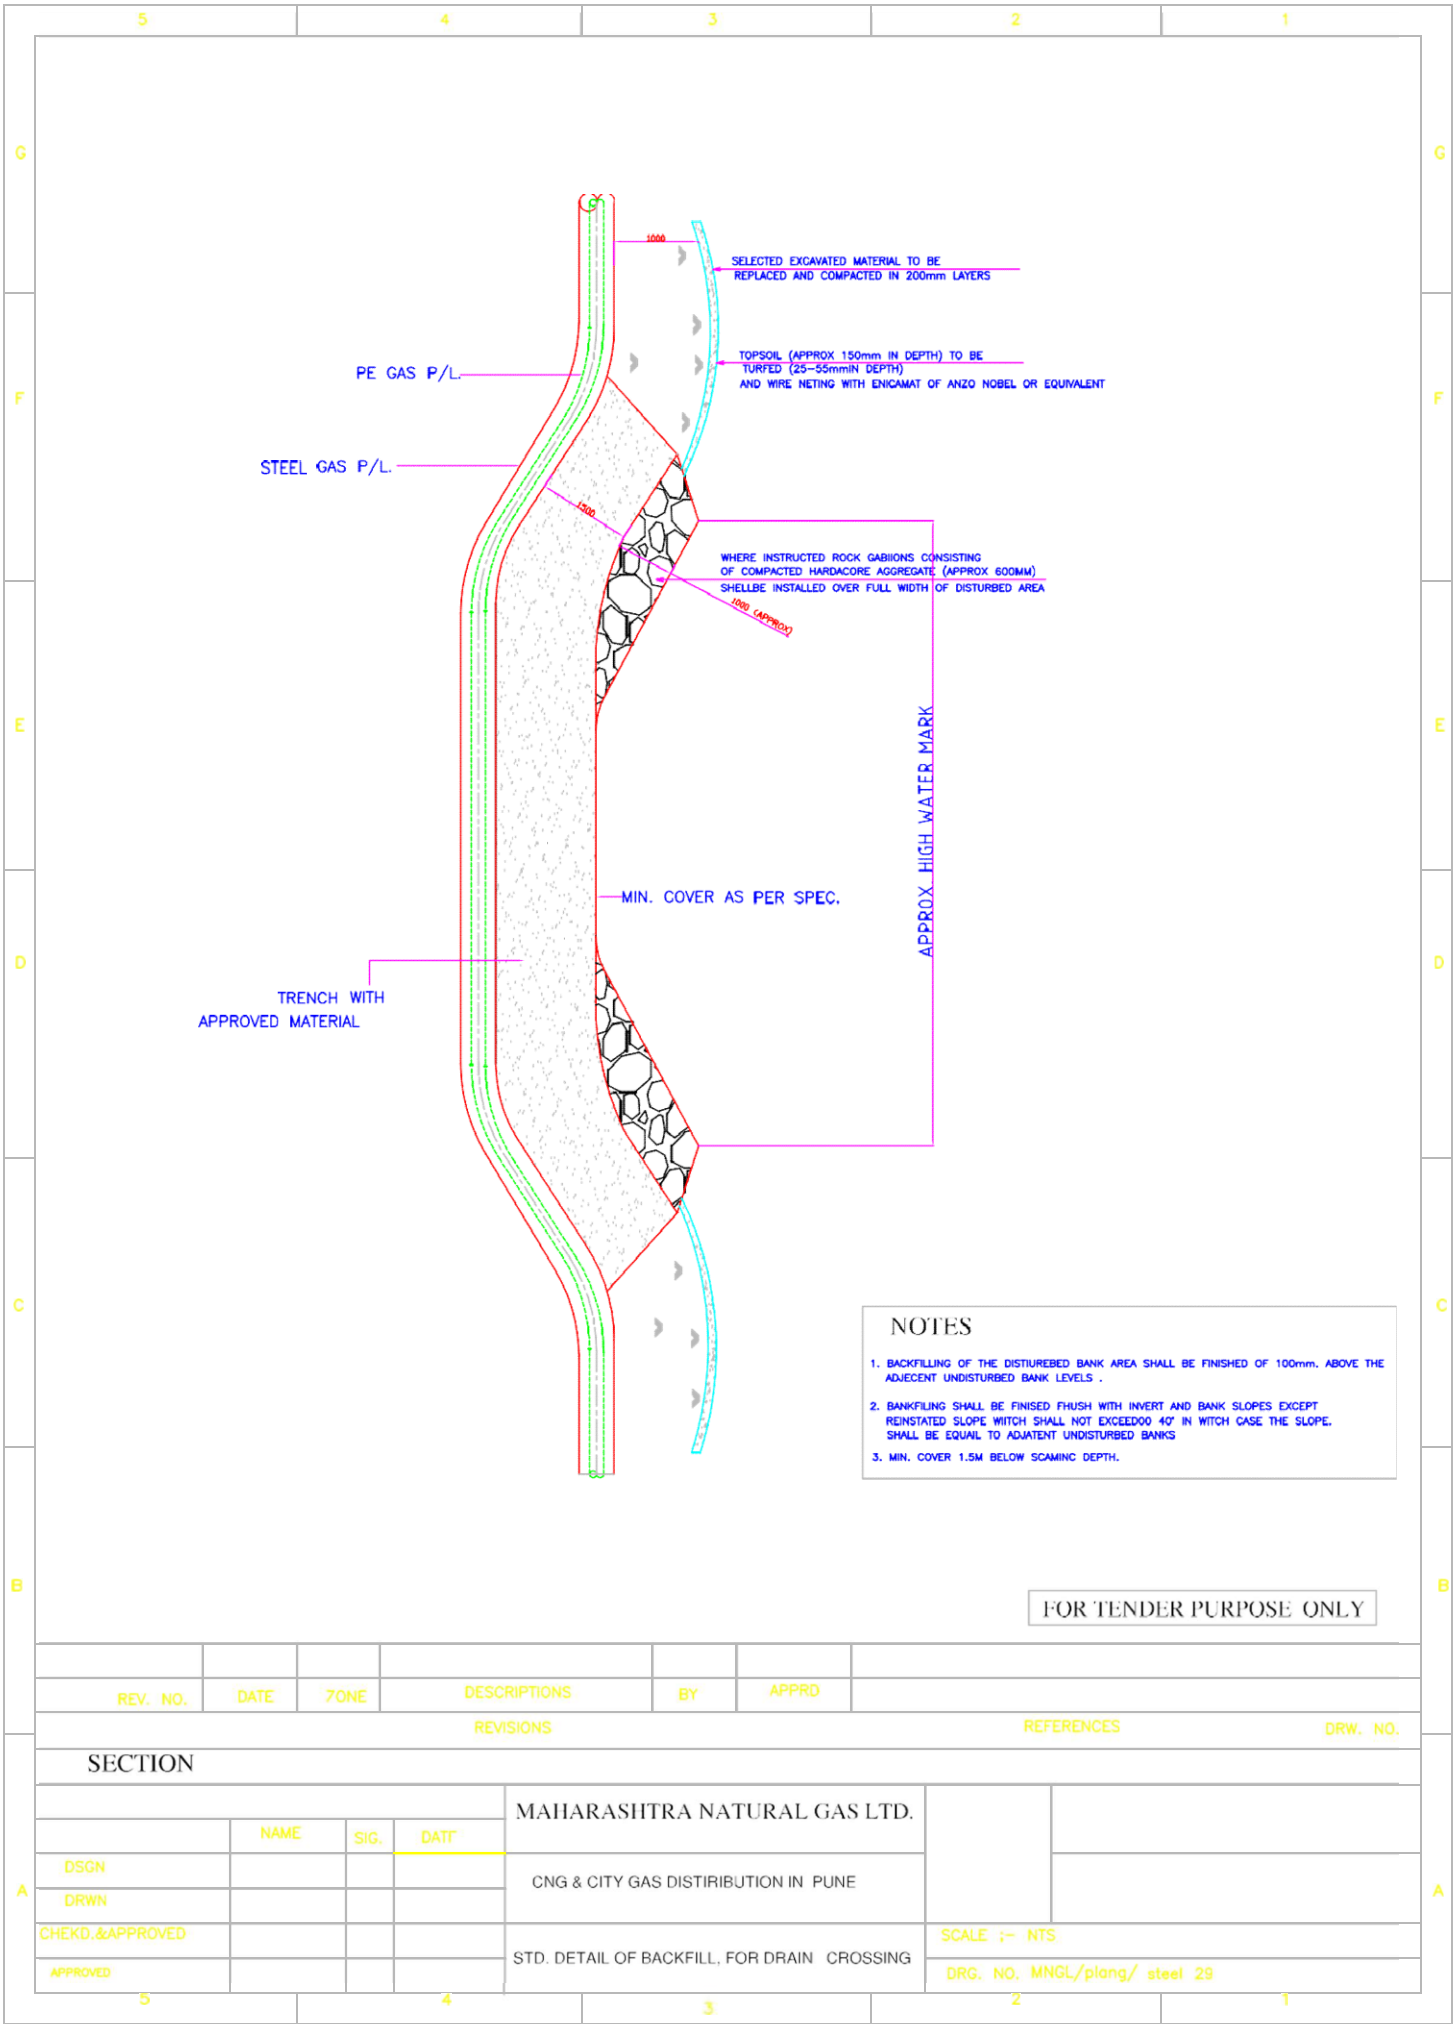 5 4 3 2 1
G G
1000
SELECTED EXCAVATED MATERIAL TO BE
REPLACED AND COMPACTED IN 200mm LAYERS
TOPSOIL (APPROX 150mm IN DEPTH) TO BE
TURFED (25-55mmIN DEPTH)
AND WIRE NETING WITH ENICAMAT OF ANZO NOBEL OR EQUIVALENT
PE GAS P/L.
F F
STEEL GAS P/L.
1500
WHERE INSTRUCTED ROCK GABIIONS CONSISTING
OF COMPACTED HARDACORE AGGREGATE (APPROX 600MM)
SHELLBE INSTALLED OVER FULL WIDTH OF DISTURBED AREA
1000 (APPROX)
E E
APPROX HIGH WATER MARK
MIN. COVER AS PER SPEC.
D D
TRENCH WITH
APPROVED MATERIAL
C C
NOTES
1. BACKFILLING OF THE DISTIUREBED BANK AREA SHALL BE FINISHED OF 100mm. ABOVE THE
ADJECENT UNDISTURBED BANK LEVELS .
2. BANKFILING SHALL BE FINISED FHUSH WITH INVERT AND BANK SLOPES EXCEPT
REINSTATED SLOPE WIITCH SHALL NOT EXCEEDOO 40' IN WITCH CASE THE SLOPE.
SHALL BE EQUAL TO ADJATENT UNDISTURBED BANKS
3. MIN. COVER 1.5M BELOW SCAMINC DEPTH.
B B
FOR TENDER PURPOSE ONLY
REV. NO. DATE ZONE DESCRIPTIONS BY APPRD
REVISIONS REFERENCES DRW. NO.
SECTION
MAHARASHTRA NATURAL GAS LTD.
NAME SIG. DATE
DSGN
CNG & CITY GAS DISTIRIBUTION IN PUNE
A A
DRWN
CHEKD.&APPROVED
SCALE :- NTS
STD. DETAIL OF BACKFILL, FOR DRAIN CROSSING
APPROVED
DRG. NO. MNGL/plang/ steel 29
5 4 3 2 1